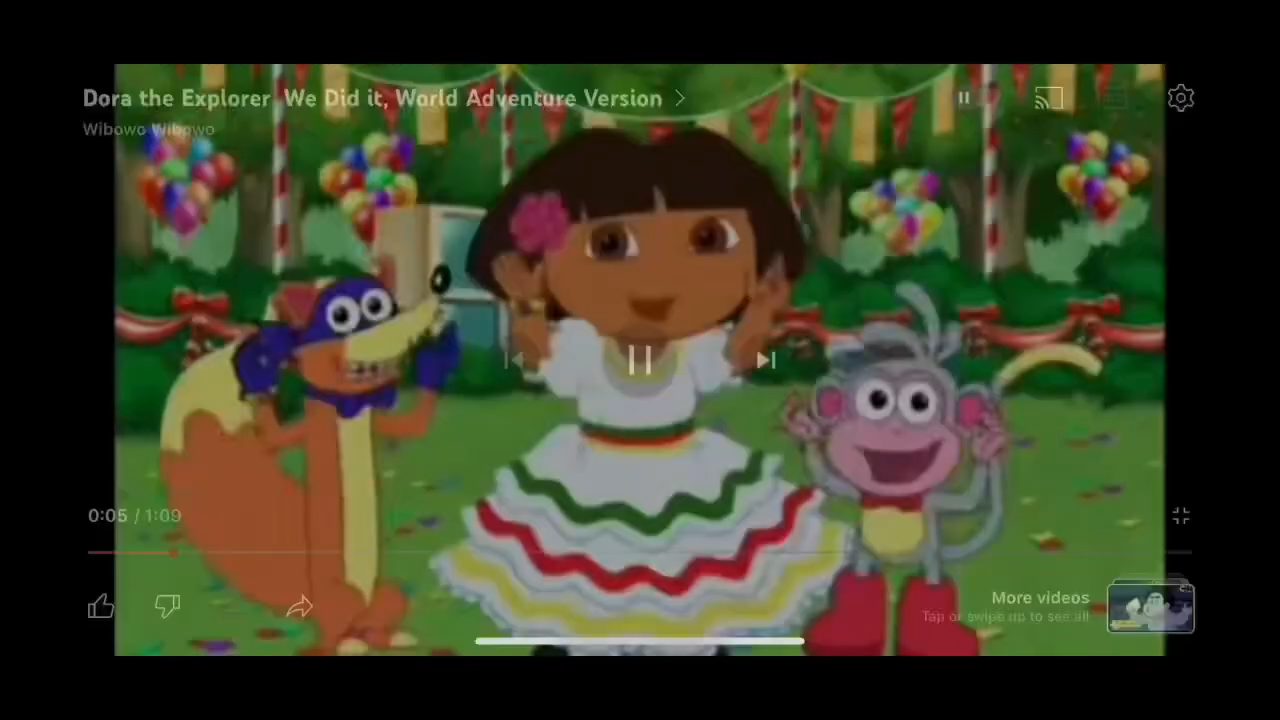 Dora the Explorer We Did it, World Adventure Version
Wibowo Wibowo
0:05 / 1:09
More videos
Tap or swipe up to see all